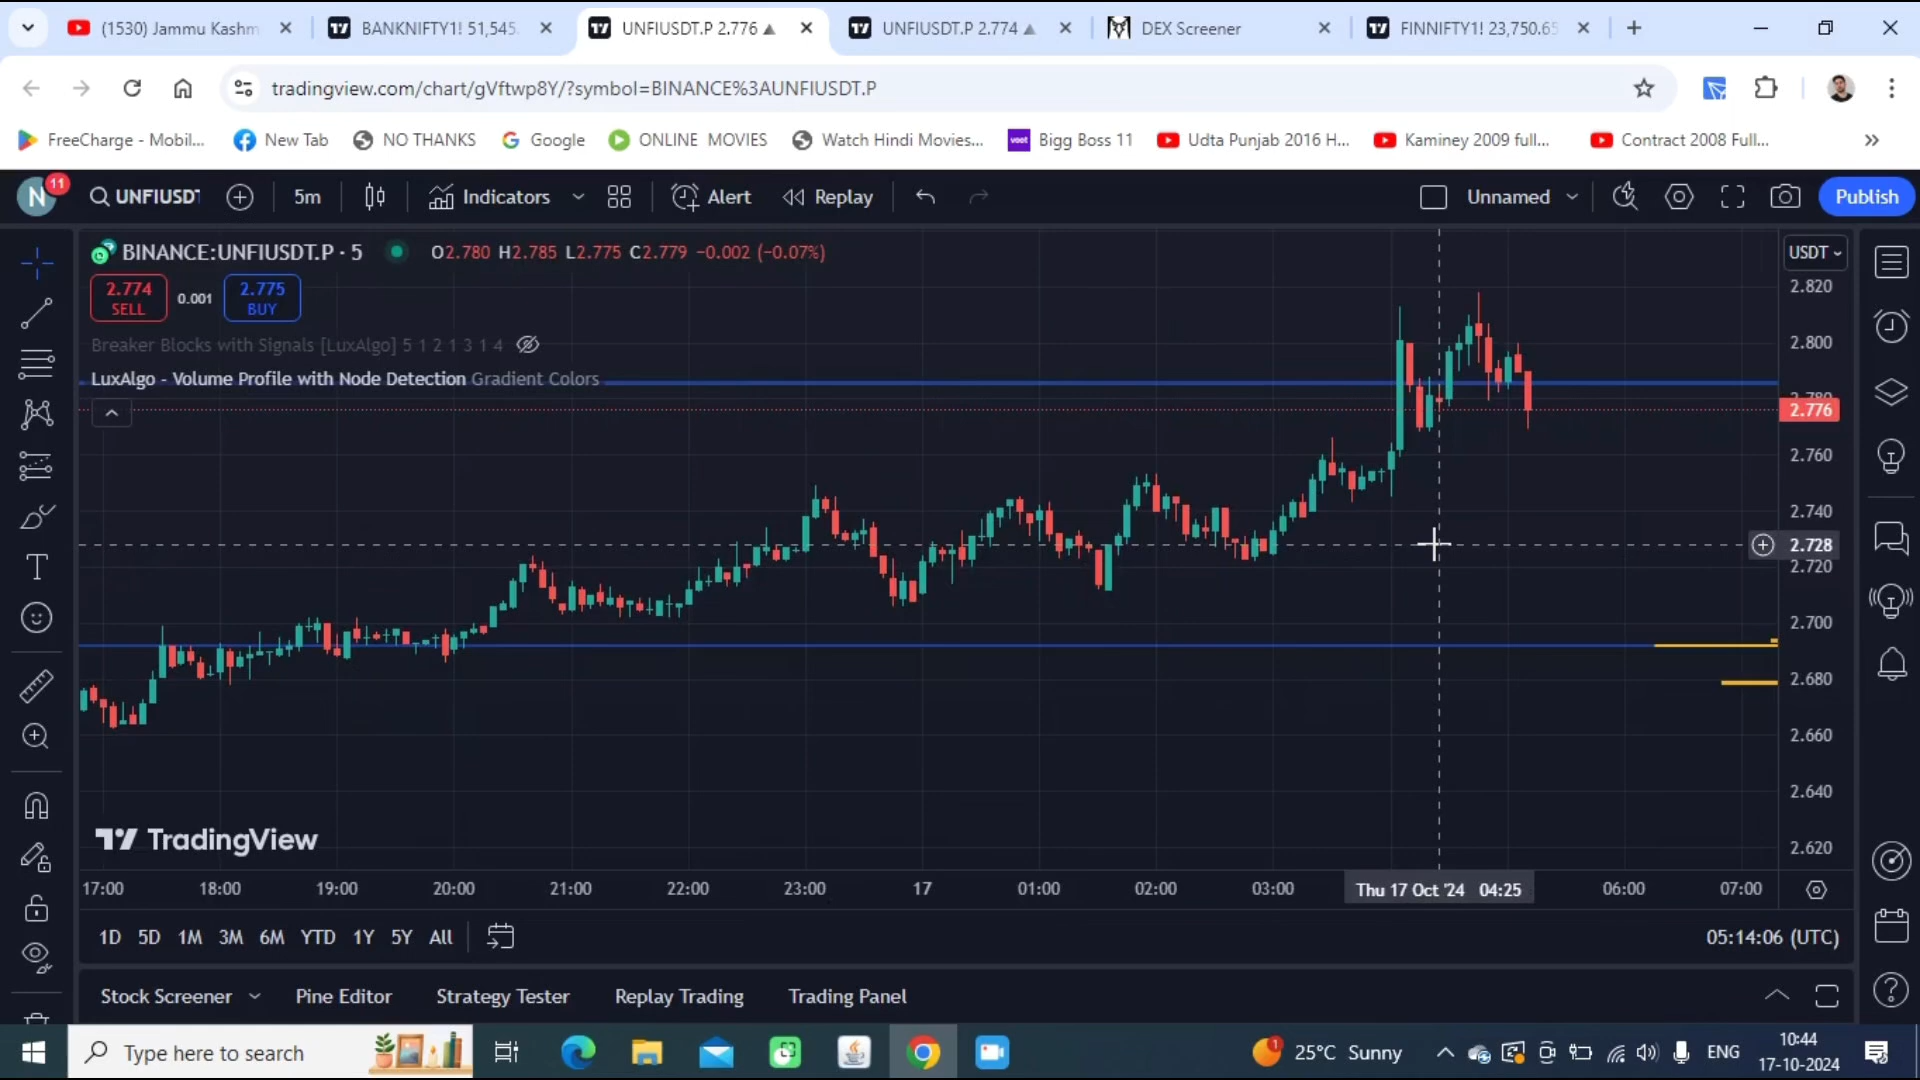 (1530) Jammu Kashm
BANKNIFTY1! 51,545.
UNFIUSDT.P 2.776 ▲
UNFIUSDT.P 2.774 ▲
DEX Screener
FINNIFTY1! 23,750.65
tradingview.com/chart/gVftwp8Y/?symbol=BINANCE%3AUNFIUSDT.P
FreeCharge - Mobil...
New Tab
NO THANKS
Google
ONLINE MOVIES
Watch Hindi Movies...
voot
Bigg Boss 11
Udta Punjab 2016 H...
Kaminey 2009 full...
Contract 2008 Full...
N 11
UNFIUSDT
5m
Indicators
Alert
Replay
Unnamed
Publish
BINANCE:UNFIUSDT.P · 5
O2.780 H2.785 L2.775 C2.779 −0.002 (−0.07%)
USDT
2.774
SELL
0.001
2.775
BUY
Breaker Blocks with Signals [LuxAlgo] 5 1 2 1 3 1 4
LuxAlgo - Volume Profile with Node Detection Gradient Colors
2.820
2.800
2.780
2.776
2.760
2.740
2.728
2.720
2.700
2.680
2.660
2.640
2.620
TradingView
17:00 18:00 19:00 20:00 21:00 22:00 23:00 17 01:00 02:00 03:00 Thu 17 Oct '24 04:25 06:00 07:00
1D 5D 1M 3M 6M YTD 1Y 5Y All
05:14:06 (UTC)
Stock Screener
Pine Editor
Strategy Tester
Replay Trading
Trading Panel
Type here to search
1
25°C Sunny
ENG
10:44
17-10-2024